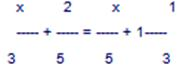 x 2 x 1
----- + ----- = ----- + 1-----
3 5 5 3